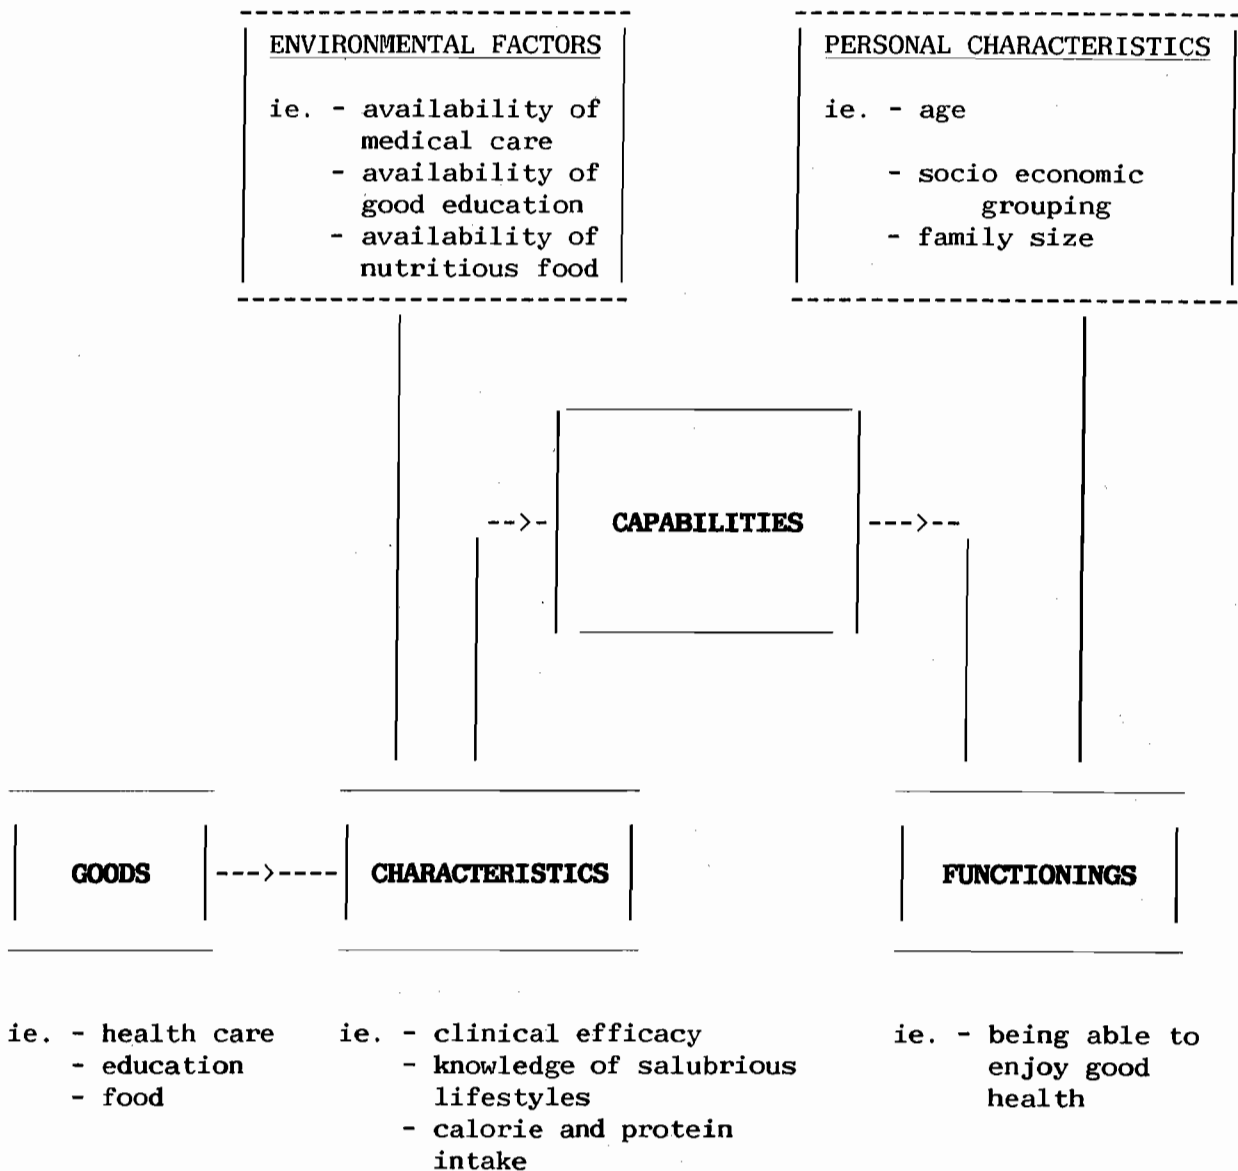 ENVIRONMENTAL FACTORS
ie. - availability of
medical care
- availability of
good education
- availability of
nutritious food
PERSONAL CHARACTERISTICS
ie. - age
- socio economic
grouping
- family size
CAPABILITIES
GOODS
CHARACTERISTICS
FUNCTIONINGS
ie. - health care
- education
- food
ie. - clinical efficacy
- knowledge of salubrious
lifestyles
- calorie and protein
intake
ie. - being able to
enjoy good
health